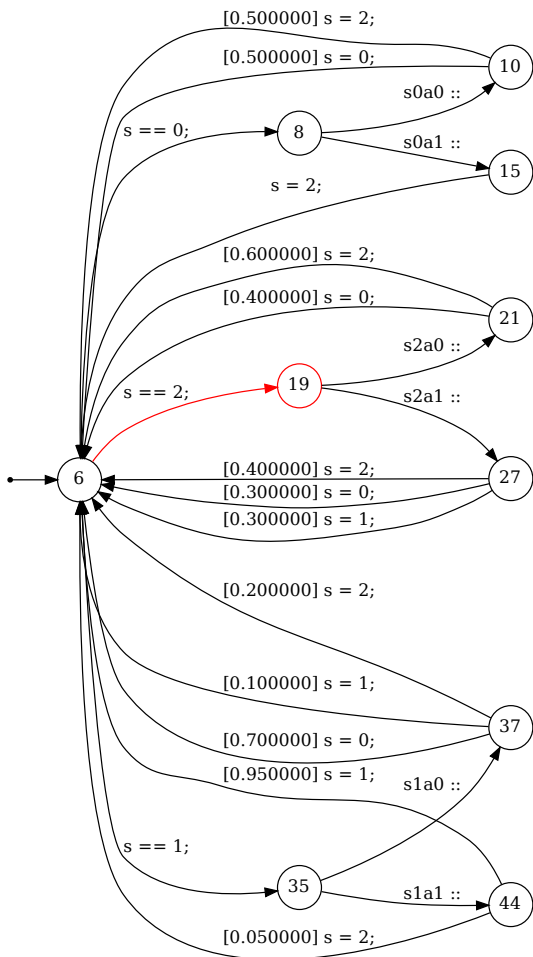 [0.500000] s = 2;
[0.500000] s = 0;
10
s0a0 ::
s == 0;
8
s0a1 ::
15
s = 2;
[0.600000] s = 2;
[0.400000] s = 0;
21
s2a0 ::
s == 2;
19
s2a1 ::
6
[0.400000] s = 2;
27
[0.300000] s = 0;
[0.300000] s = 1;
[0.200000] s = 2;
[0.100000] s = 1;
37
[0.700000] s = 0;
[0.950000] s = 1;
s1a0 ::
s == 1;
35
s1a1 ::
44
[0.050000] s = 2;